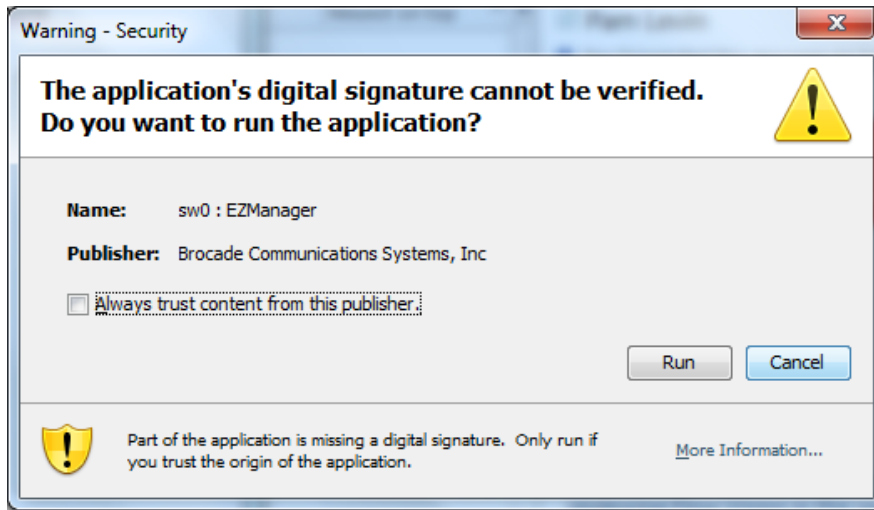 Warning - Security
The application's digital signature cannot be verified.
Do you want to run the application?
Name: sw0 : EZManager
Publisher: Brocade Communications Systems, Inc
Always trust content from this publisher.
Run Cancel
Part of the application is missing a digital signature. Only run if
you trust the origin of the application.
More Information...